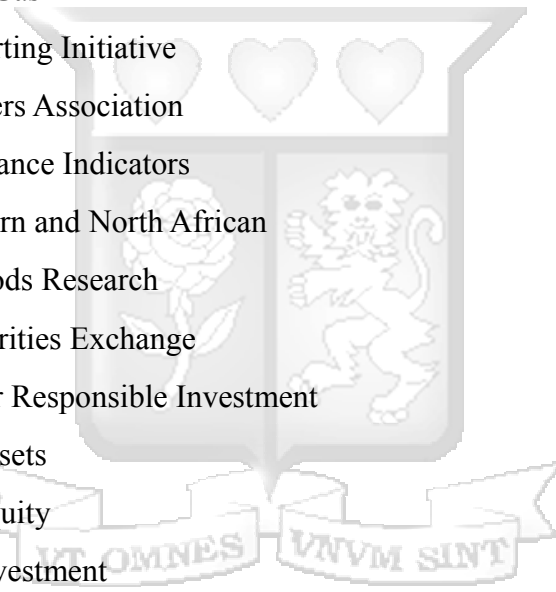 rting Initiative
ers Association
ance Indicators
rn and North African
ods Research
rities Exchange
r Responsible Investment
sets
uity
vestment
VT OMNES VNVM SINT